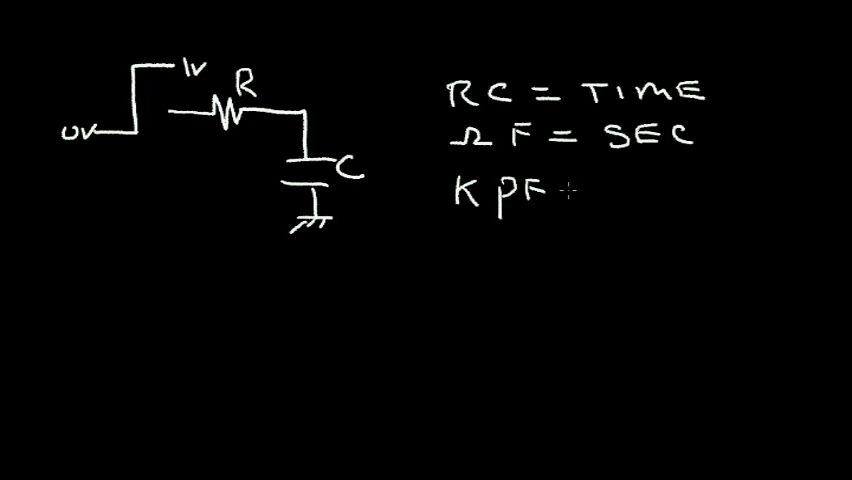 1V
R
0V
C
RC = TIME
Ω F = SEC
K PF